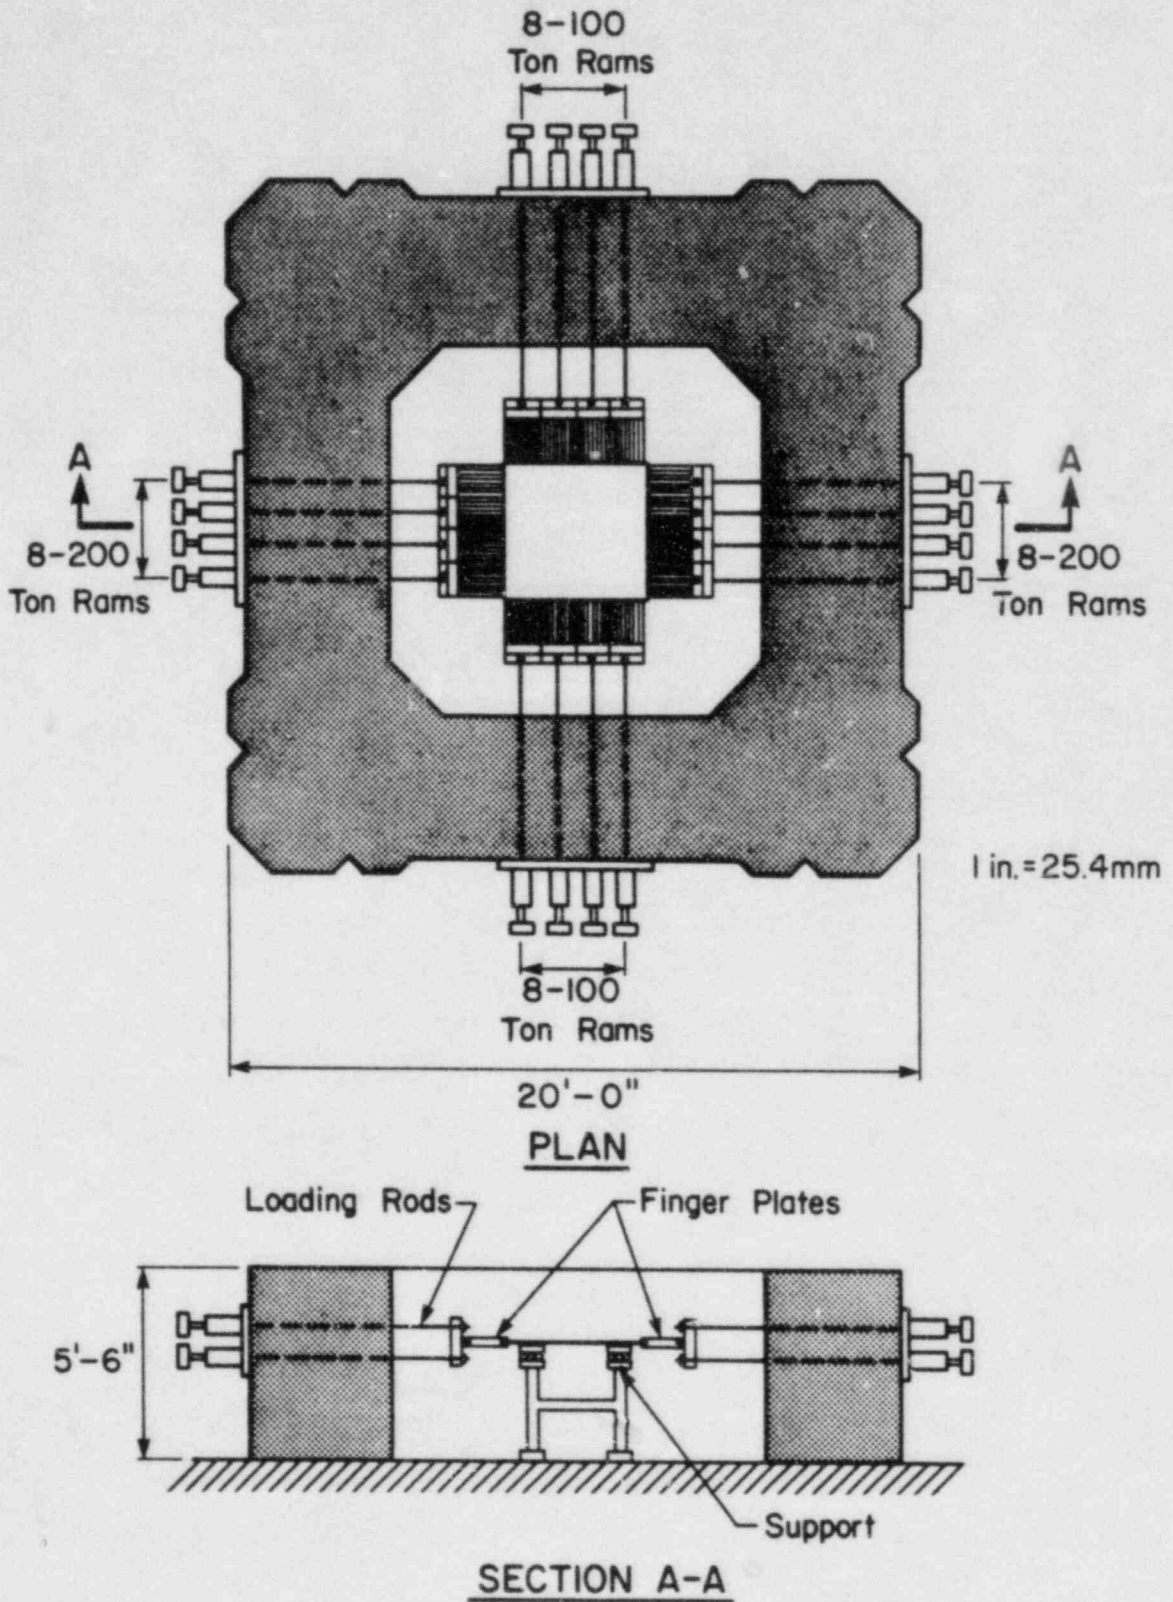 8-100
Ton Rams
A
8-200
Ton Rams
A
8-200
Ton Rams
1 in.=25.4mm
8-100
Ton Rams
20'-0"
PLAN
Loading Rods
Finger Plates
5'-6"
Support
SECTION A-A